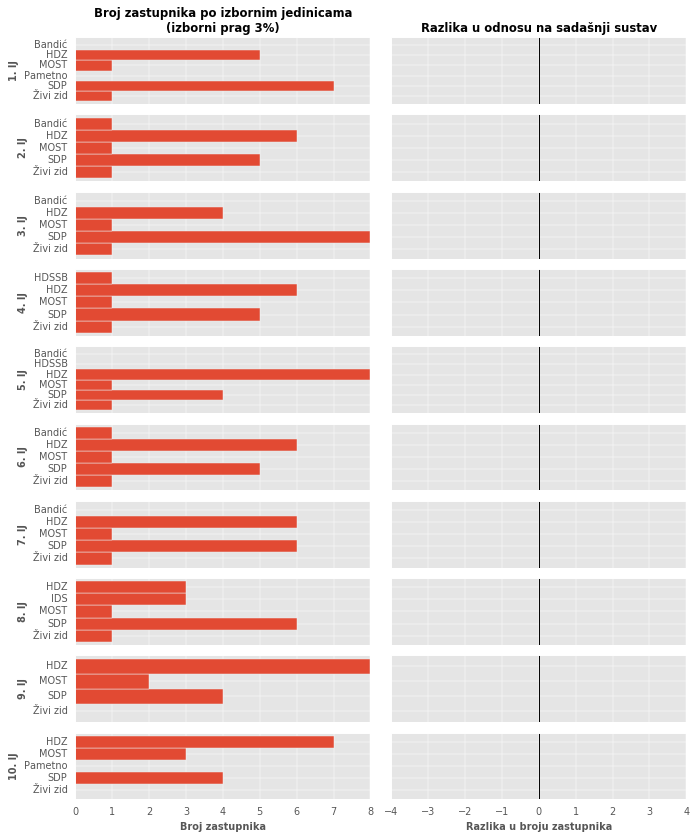 Broj zastupnika po izbornim jedinicama
(izborni prag 3%)
Razlika u odnosu na sadašnji sustav
1. IJ
Bandić
HDZ
MOST
Pametno
SDP
Živi zid
2. IJ
Bandić
HDZ
MOST
SDP
Živi zid
3. IJ
Bandić
HDZ
MOST
SDP
Živi zid
4. IJ
HDSSB
HDZ
MOST
SDP
Živi zid
5. IJ
Bandić
HDSSB
HDZ
MOST
SDP
Živi zid
6. IJ
Bandić
HDZ
MOST
SDP
Živi zid
7. IJ
Bandić
HDZ
MOST
SDP
Živi zid
8. IJ
HDZ
IDS
MOST
SDP
Živi zid
9. IJ
HDZ
MOST
SDP
Živi zid
10. IJ
HDZ
MOST
Pametno
SDP
Živi zid
0 1 2 3 4 5 6 7 8
Broj zastupnika
−4 −3 −2 −1 0 1 2 3 4
Razlika u broju zastupnika